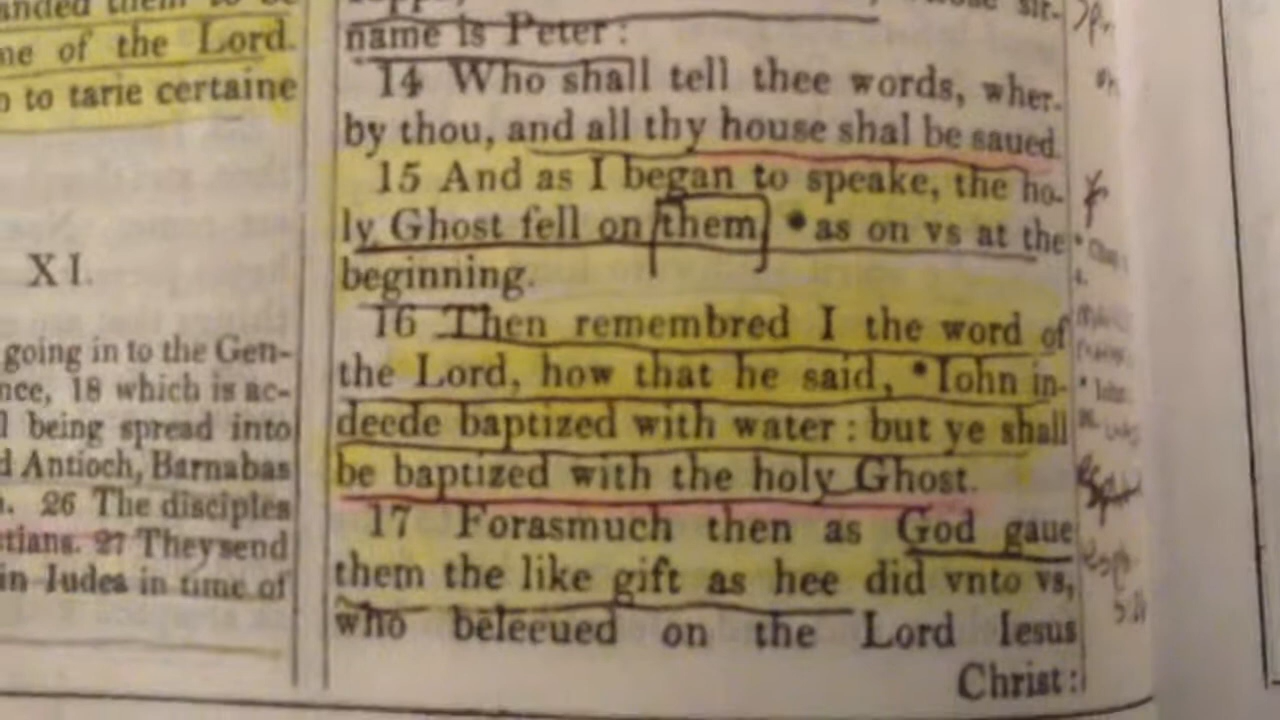 me of the Lord.
to tarie certaine
XI.
going in to the Gen-
nce, 18 which is ac-
being spread into
Antioch, Barnabas
26 The disciples
stians. 27 They send
in Iudea in time of
name is Peter:
14 Who shall tell thee words, wher-
by thou, and all thy house shal be saued.
15 And as I began to speake, the ho-
ly Ghost fell on them, *as on vs at the
beginning.
16 Then remembred I the word of
the Lord, how that he said, *Iohn in-
deede baptized with water: but ye shall
be baptized with the holy Ghost.
17 Forasmuch then as God gaue
them the like gift as hee did vnto vs,
who beleeued on the Lord Iesus
Christ: